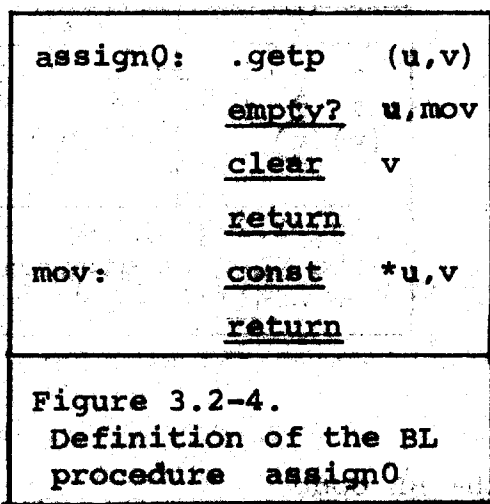 assign0: .getp (u,v)
empty? u,mov
clear v
return
mov: const *u,v
return
Figure 3.2-4.
Definition of the BL
procedure assign0